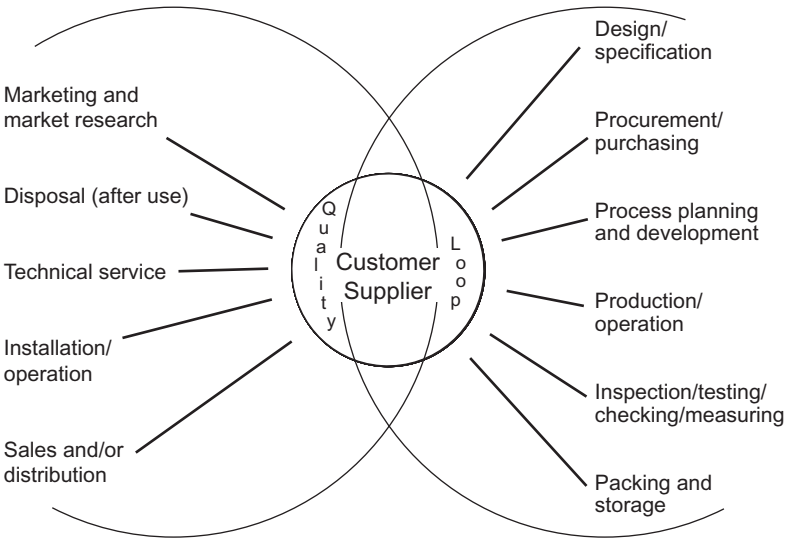 Marketing and
market research
Disposal (after use)
Technical service
Installation/
operation
Sales and/or
distribution
Quality
Customer
Supplier
Loop
Design/
specification
Procurement/
purchasing
Process planning
and development
Production/
operation
Inspection/testing/
checking/measuring
Packing and
storage